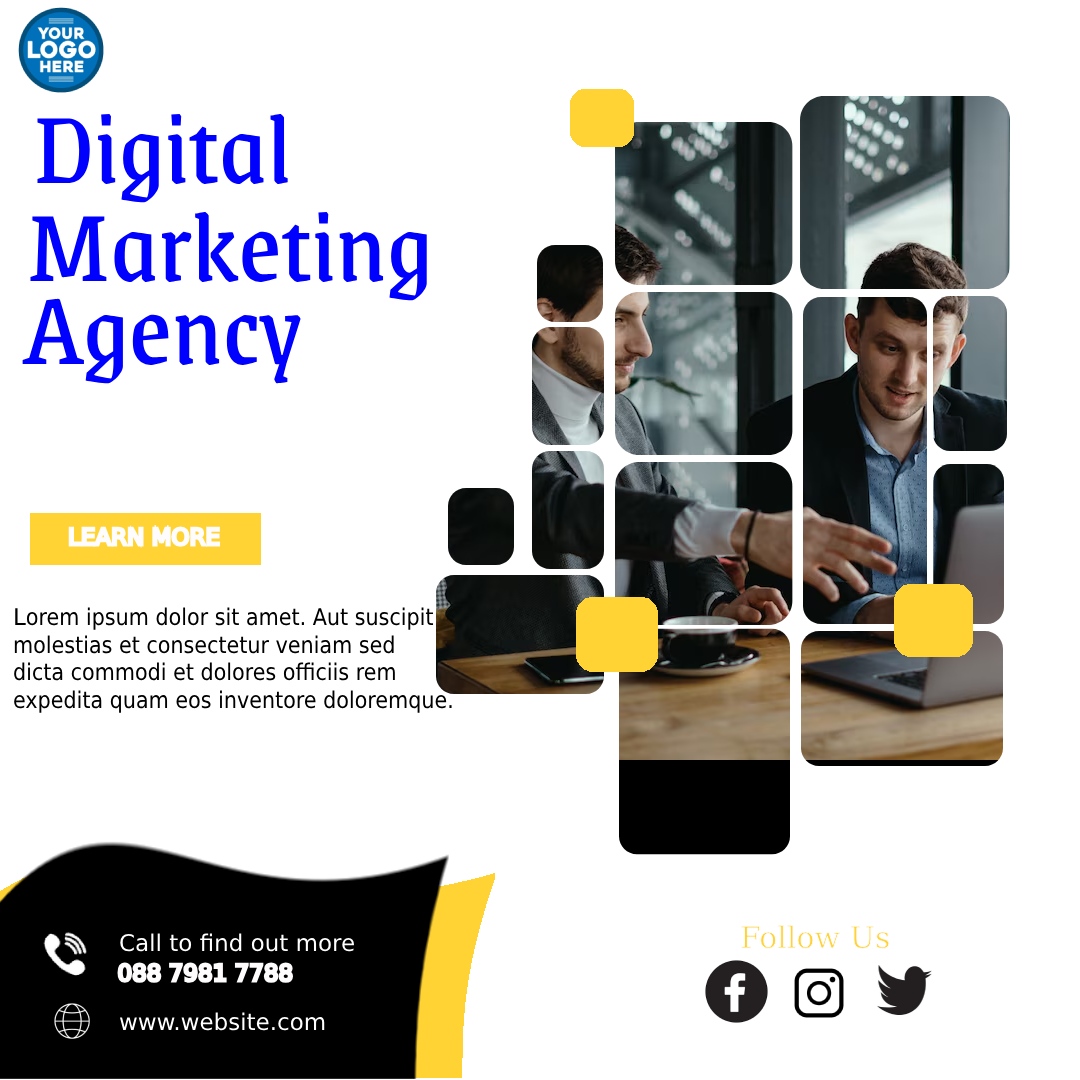 YOUR
LOGO
HERE
Digital
Marketing
Agency
LEARN MORE
Lorem ipsum dolor sit amet. Aut suscipit
molestias et consectetur veniam sed
dicta commodi et dolores officiis rem
expedita quam eos inventore doloremque.
Call to find out more
088 7981 7788
www.website.com
Follow Us